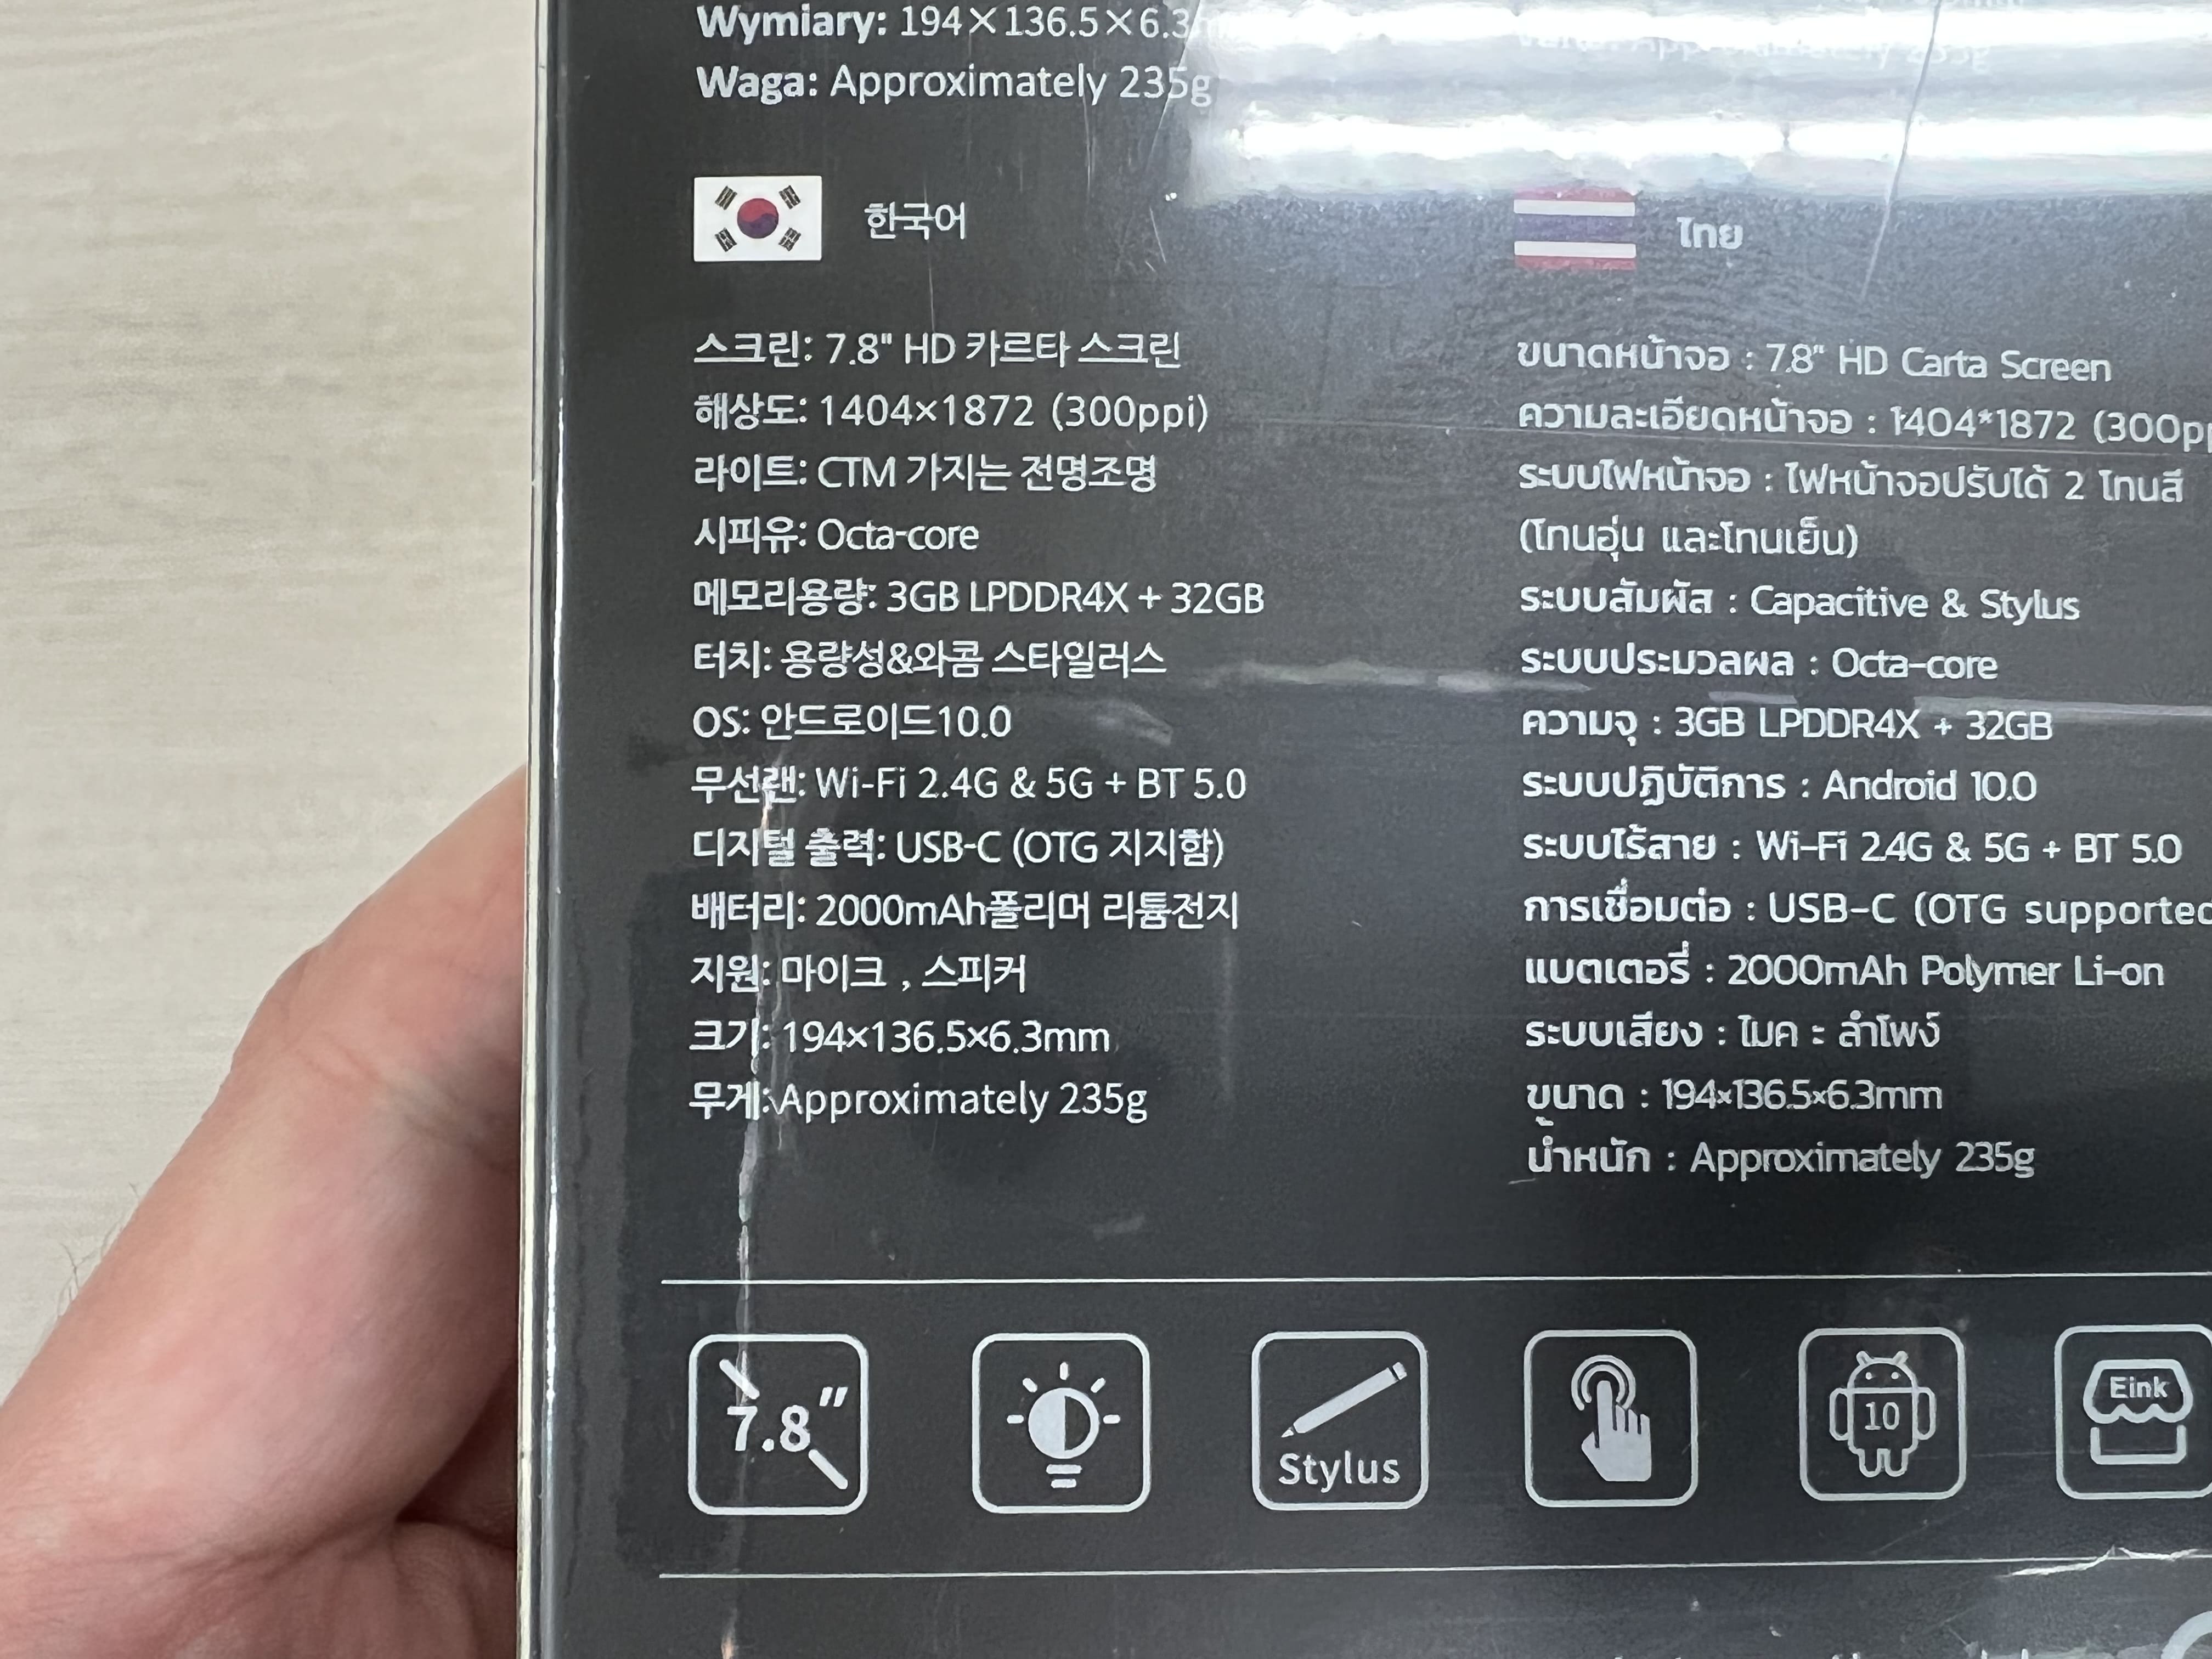 Wymiary: 194×136.5×6.3
Waga: Approximately 235g
Approximately 235g
한국어
스크린: 7.8" HD 카르타 스크린
해상도: 1404×1872 (300ppi)
라이트: CTM 가지는 전명조명
시피유: Octa-core
메모리용량: 3GB LPDDR4X + 32GB
터치: 용량성&와콤 스타일러스
OS: 안드로이드10.0
무선랜: Wi-Fi 2.4G & 5G + BT 5.0
디지털 출력: USB-C (OTG 지지함)
배터리: 2000mAh폴리머 리튬전지
지원: 마이크 , 스피커
크기: 194×136.5×6.3mm
무게: Approximately 235g
ไทย
ขนาดหน้าจอ : 7.8" HD Carta Screen
ความละเอียดหน้าจอ : 1404*1872 (300pp
ระบบไฟหน้าจอ : ไฟหน้าจอปรับได้ 2 โทนสี
(โทนอุ่น และโทนเย็น)
ระบบสัมผัส : Capacitive & Stylus
ระบบประมวลผล : Octa-core
ความจุ : 3GB LPDDR4X + 32GB
ระบบปฏิบัติการ : Android 10.0
ระบบไร้สาย : Wi-Fi 2.4G & 5G + BT 5.0
การเชื่อมต่อ : USB-C (OTG supported
แบตเตอรี่ : 2000mAh Polymer Li-on
ระบบเสียง : ไมค : ลำโพง์
ขนาด : 194×136.5×6.3mm
น้ำหนัก : Approximately 235g
7.8"
Stylus
10
Eink